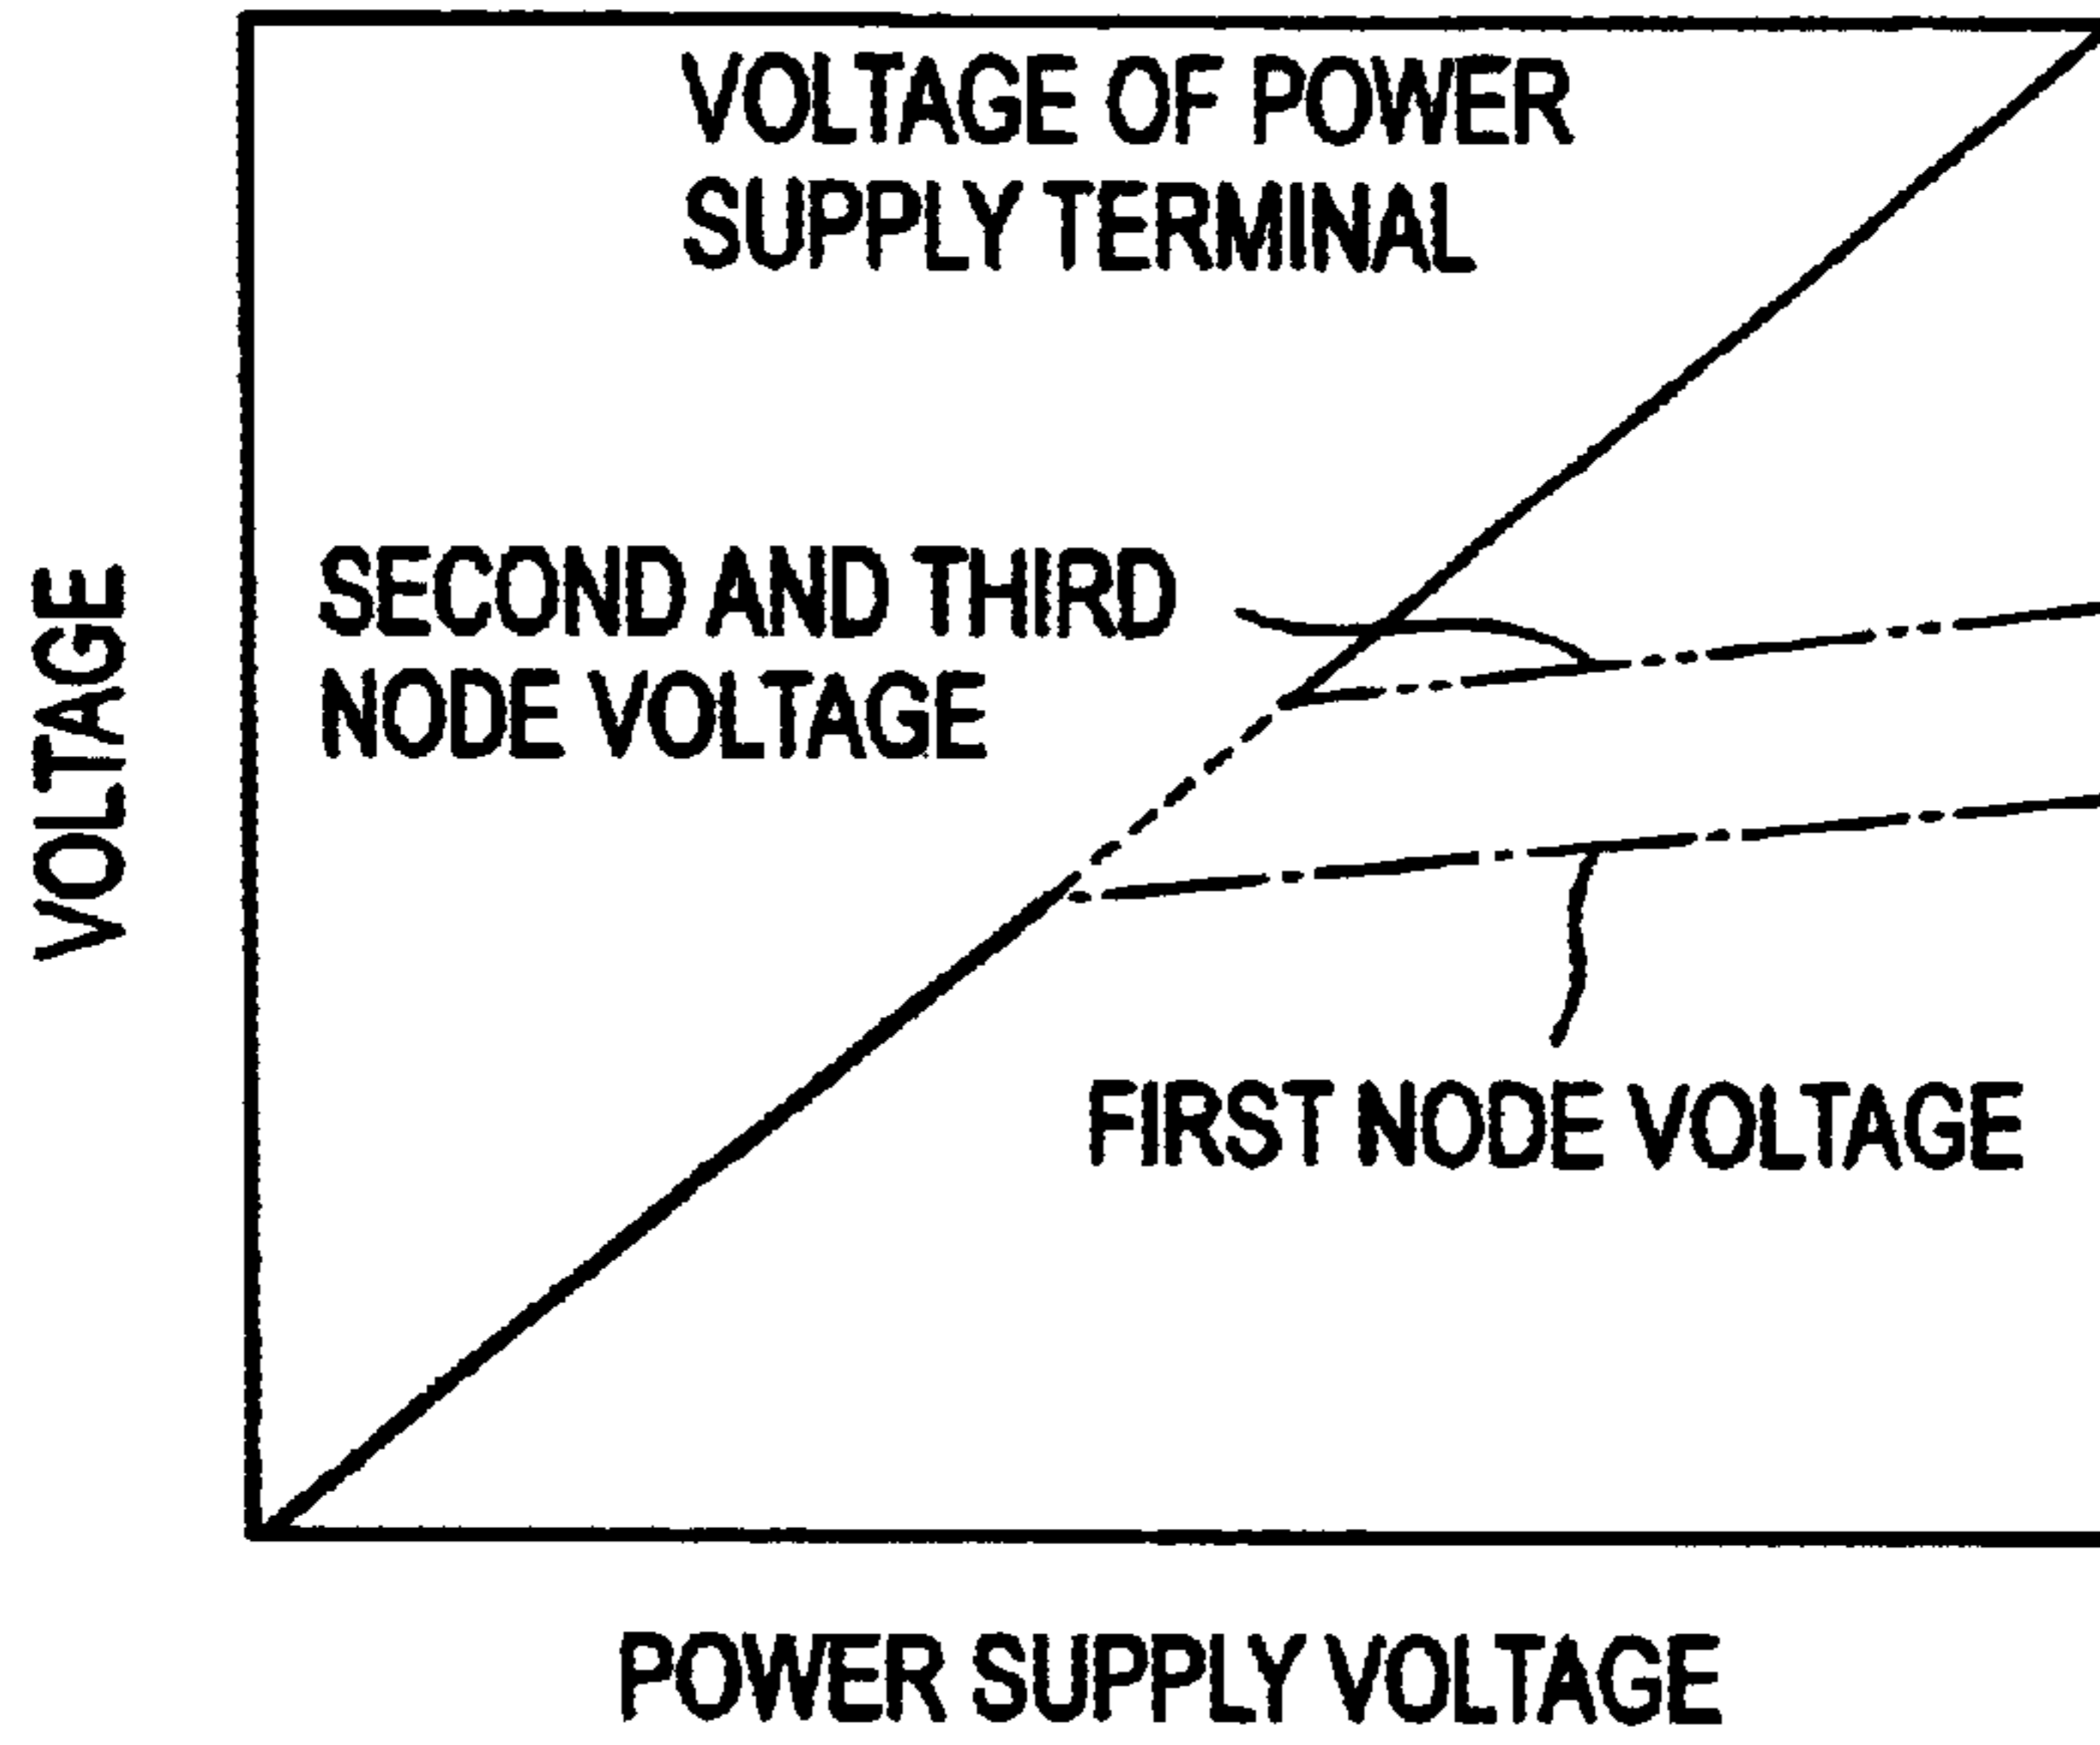 VOLTAGE OF POWER
SUPPLY TERMINAL
SECOND AND THIRD
NODE VOLTAGE
VOLTAGE
FIRST NODE VOLTAGE
POWER SUPPLY VOLTAGE